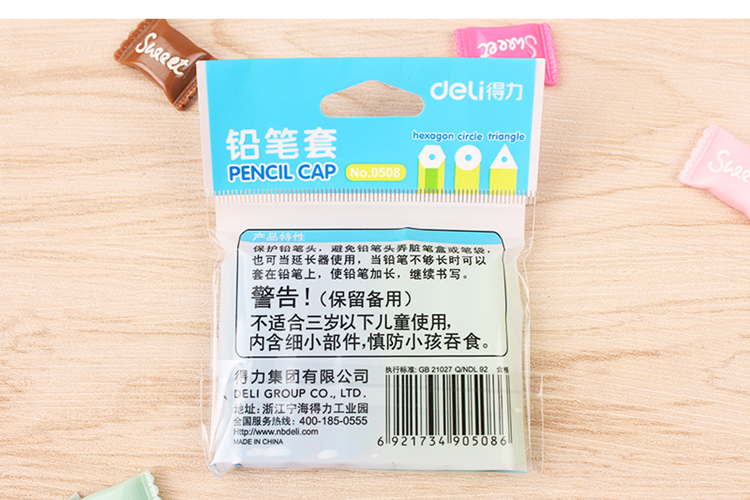 Sweet
Sweet
deli得力
铅笔套
PENCIL CAP
No.0508
hexagon circle triangle
Sweet
产品特性
保护铅笔头，避免铅笔头弄脏笔盒或笔袋，
也可当延长器使用，当铅笔不够长时可以
套在铅笔上，使铅笔加长，继续书写。
警告！（保留备用）
不适合三岁以下儿童使用，
内含细小部件，慎防小孩吞食。
得力集团有限公司
DELI GROUP CO., LTD.
地址：浙江宁海得力工业园
全国服务热线：400-185-0555
Http://www.nbdeli.com
MADE IN CHINA
执行标准: GB 21027 Q/NDL 92 合格
6 921734 905086